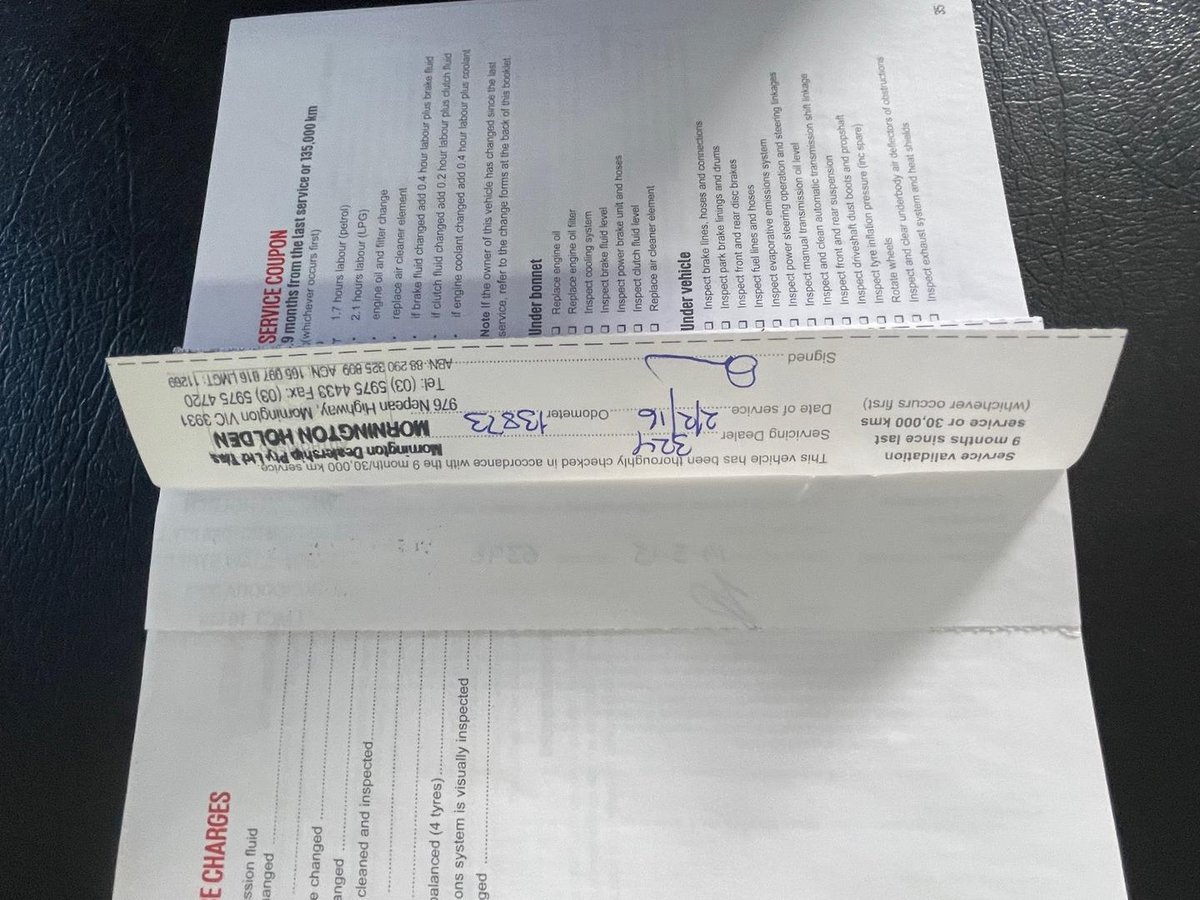 35
SERVICE COUPON
9 months from the last service or 135,000 km
(whichever occurs first)
1.7 hours labour (petrol)
• 2.1 hours labour (LPG)
engine oil and filter change
replace air cleaner element
• if brake fluid changed add 0.4 hour labour plus brake fluid
• if clutch fluid changed add 0.2 hour labour plus clutch fluid
• if engine coolant changed add 0.4 hour labour plus coolant
Note If the owner of this vehicle has changed since the last
service, refer to the change forms at the back of this booklet
Under bonnet
☐ Replace engine oil
☐ Replace engine oil filter
☐ Inspect cooling system
☐ Inspect brake fluid level
☐ Inspect power brake unit and hoses
☐ Inspect clutch fluid level
☐ Replace air cleaner element
Under vehicle
☐ Inspect brake lines, hoses and connections
☐ Inspect park brake linings and drums
☐ Inspect front and rear disc brakes
☐ Inspect fuel lines and hoses
☐ Inspect evaporative emissions system
☐ Inspect power steering operation and steering linkages
☐ Inspect manual transmission oil level
☐ Inspect and clean automatic transmission shift linkage
☐ Inspect front and rear suspension
☐ Inspect driveshaft dust boots and propshaft
☐ Inspect tyre inflation pressure (inc spare)
☐ Rotate wheels
☐ Inspect and clear underbody air deflectors of obstructions
☐ Inspect exhaust system and heat shields
Service validation
9 months since last
service or 30,000 kms
(whichever occurs first)
This vehicle has been thoroughly checked in accordance with the 9 month/30,000 km service.
Servicing Dealer 324
Date of service 2/2/16 Odometer 13873
Signed
Mornington Dealership Pty Ltd T/as
MORNINGTON HOLDEN
976 Nepean Highway, Mornington VIC 3931
Tel: (03) 5975 4433 Fax: (03) 5975 4720
ABN: 88 290 325 809 ACN: 166 097 816 LMCT: 11269
E CHARGES
ssion fluid
anged
e changed
anged
cleaned and inspected
balanced (4 tyres)
ons system is visually inspected
ged